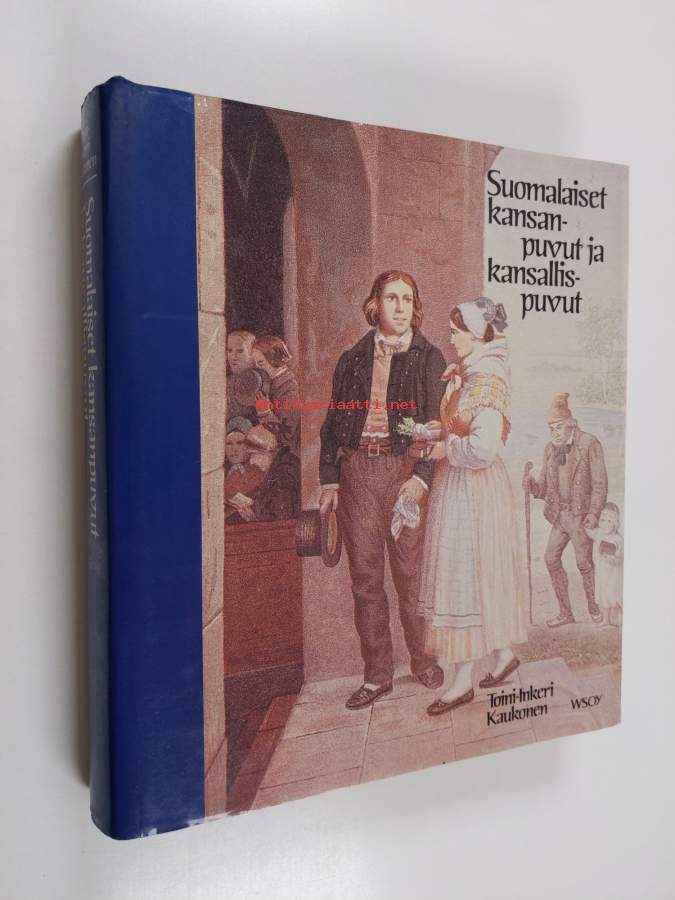 Suomalaiset
kansan-
puvut ja
kansallis-
puvut
Toini-Inkeri
Kaukonen
WSOY
Suomalaiset kansanpuvut
Antikvariaatti.net